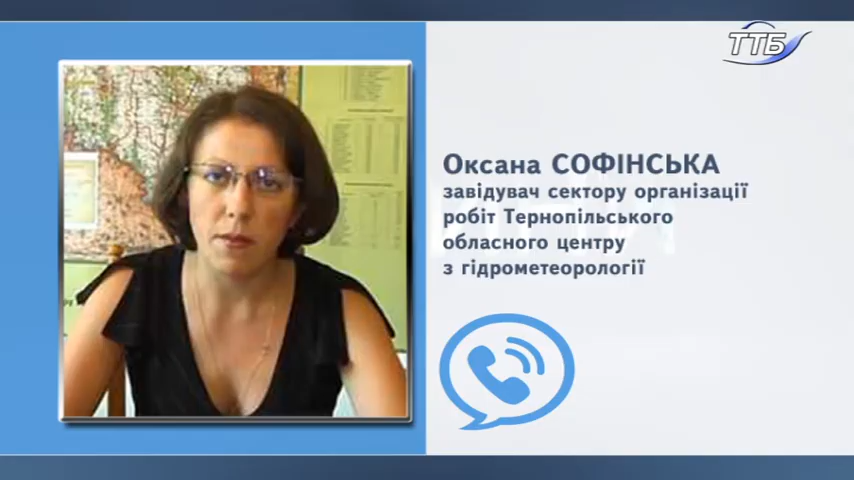 ТТБ
Оксана СОФІНСЬКА
завідувач сектору організації
робіт Тернопільського
обласного центру
з гідрометеорології